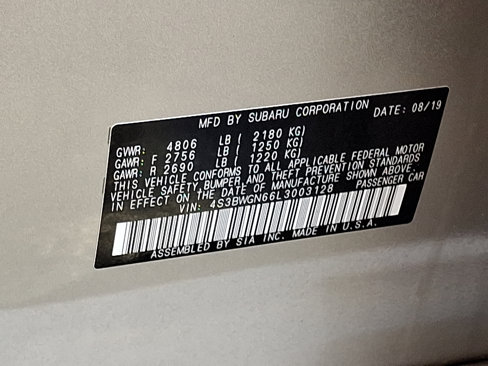 MFD BY SUBARU CORPORATION DATE: 08/19
GVWR: 4806 LB ( 2180 KG)
GAWR: F 2756 LB ( 1250 KG)
GAWR: R 2690 LB ( 1220 KG)
THIS VEHICLE CONFORMS TO ALL APPLICABLE FEDERAL MOTOR
VEHICLE SAFETY, BUMPER, AND THEFT PREVENTION STANDARDS
IN EFFECT ON THE DATE OF MANUFACTURE SHOWN ABOVE.
VIN: 4S3BWGN66L3003128 PASSENGER CAR
ASSEMBLED BY SIA INC. MADE IN U.S.A.